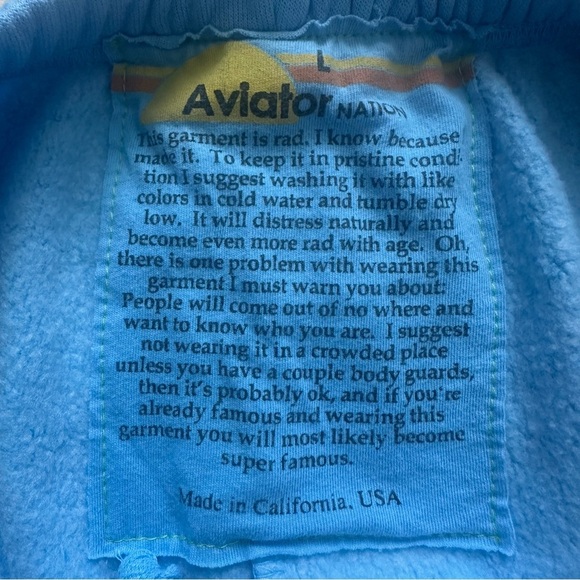 L
Aviator NATION
This garment is rad. I know because
made it. To keep it in pristine condi-
tion I suggest washing it with like
colors in cold water and tumble dry
low. It will distress naturally and
become even more rad with age. Oh,
there is one problem with wearing this
garment I must warn you about:
People will come out of no where and
want to know who you are. I suggest
not wearing it in a crowded place
unless you have a couple body guards,
then it's probably ok, and if you're
already famous and wearing this
garment you will most likely become
super famous.
Made in California. USA